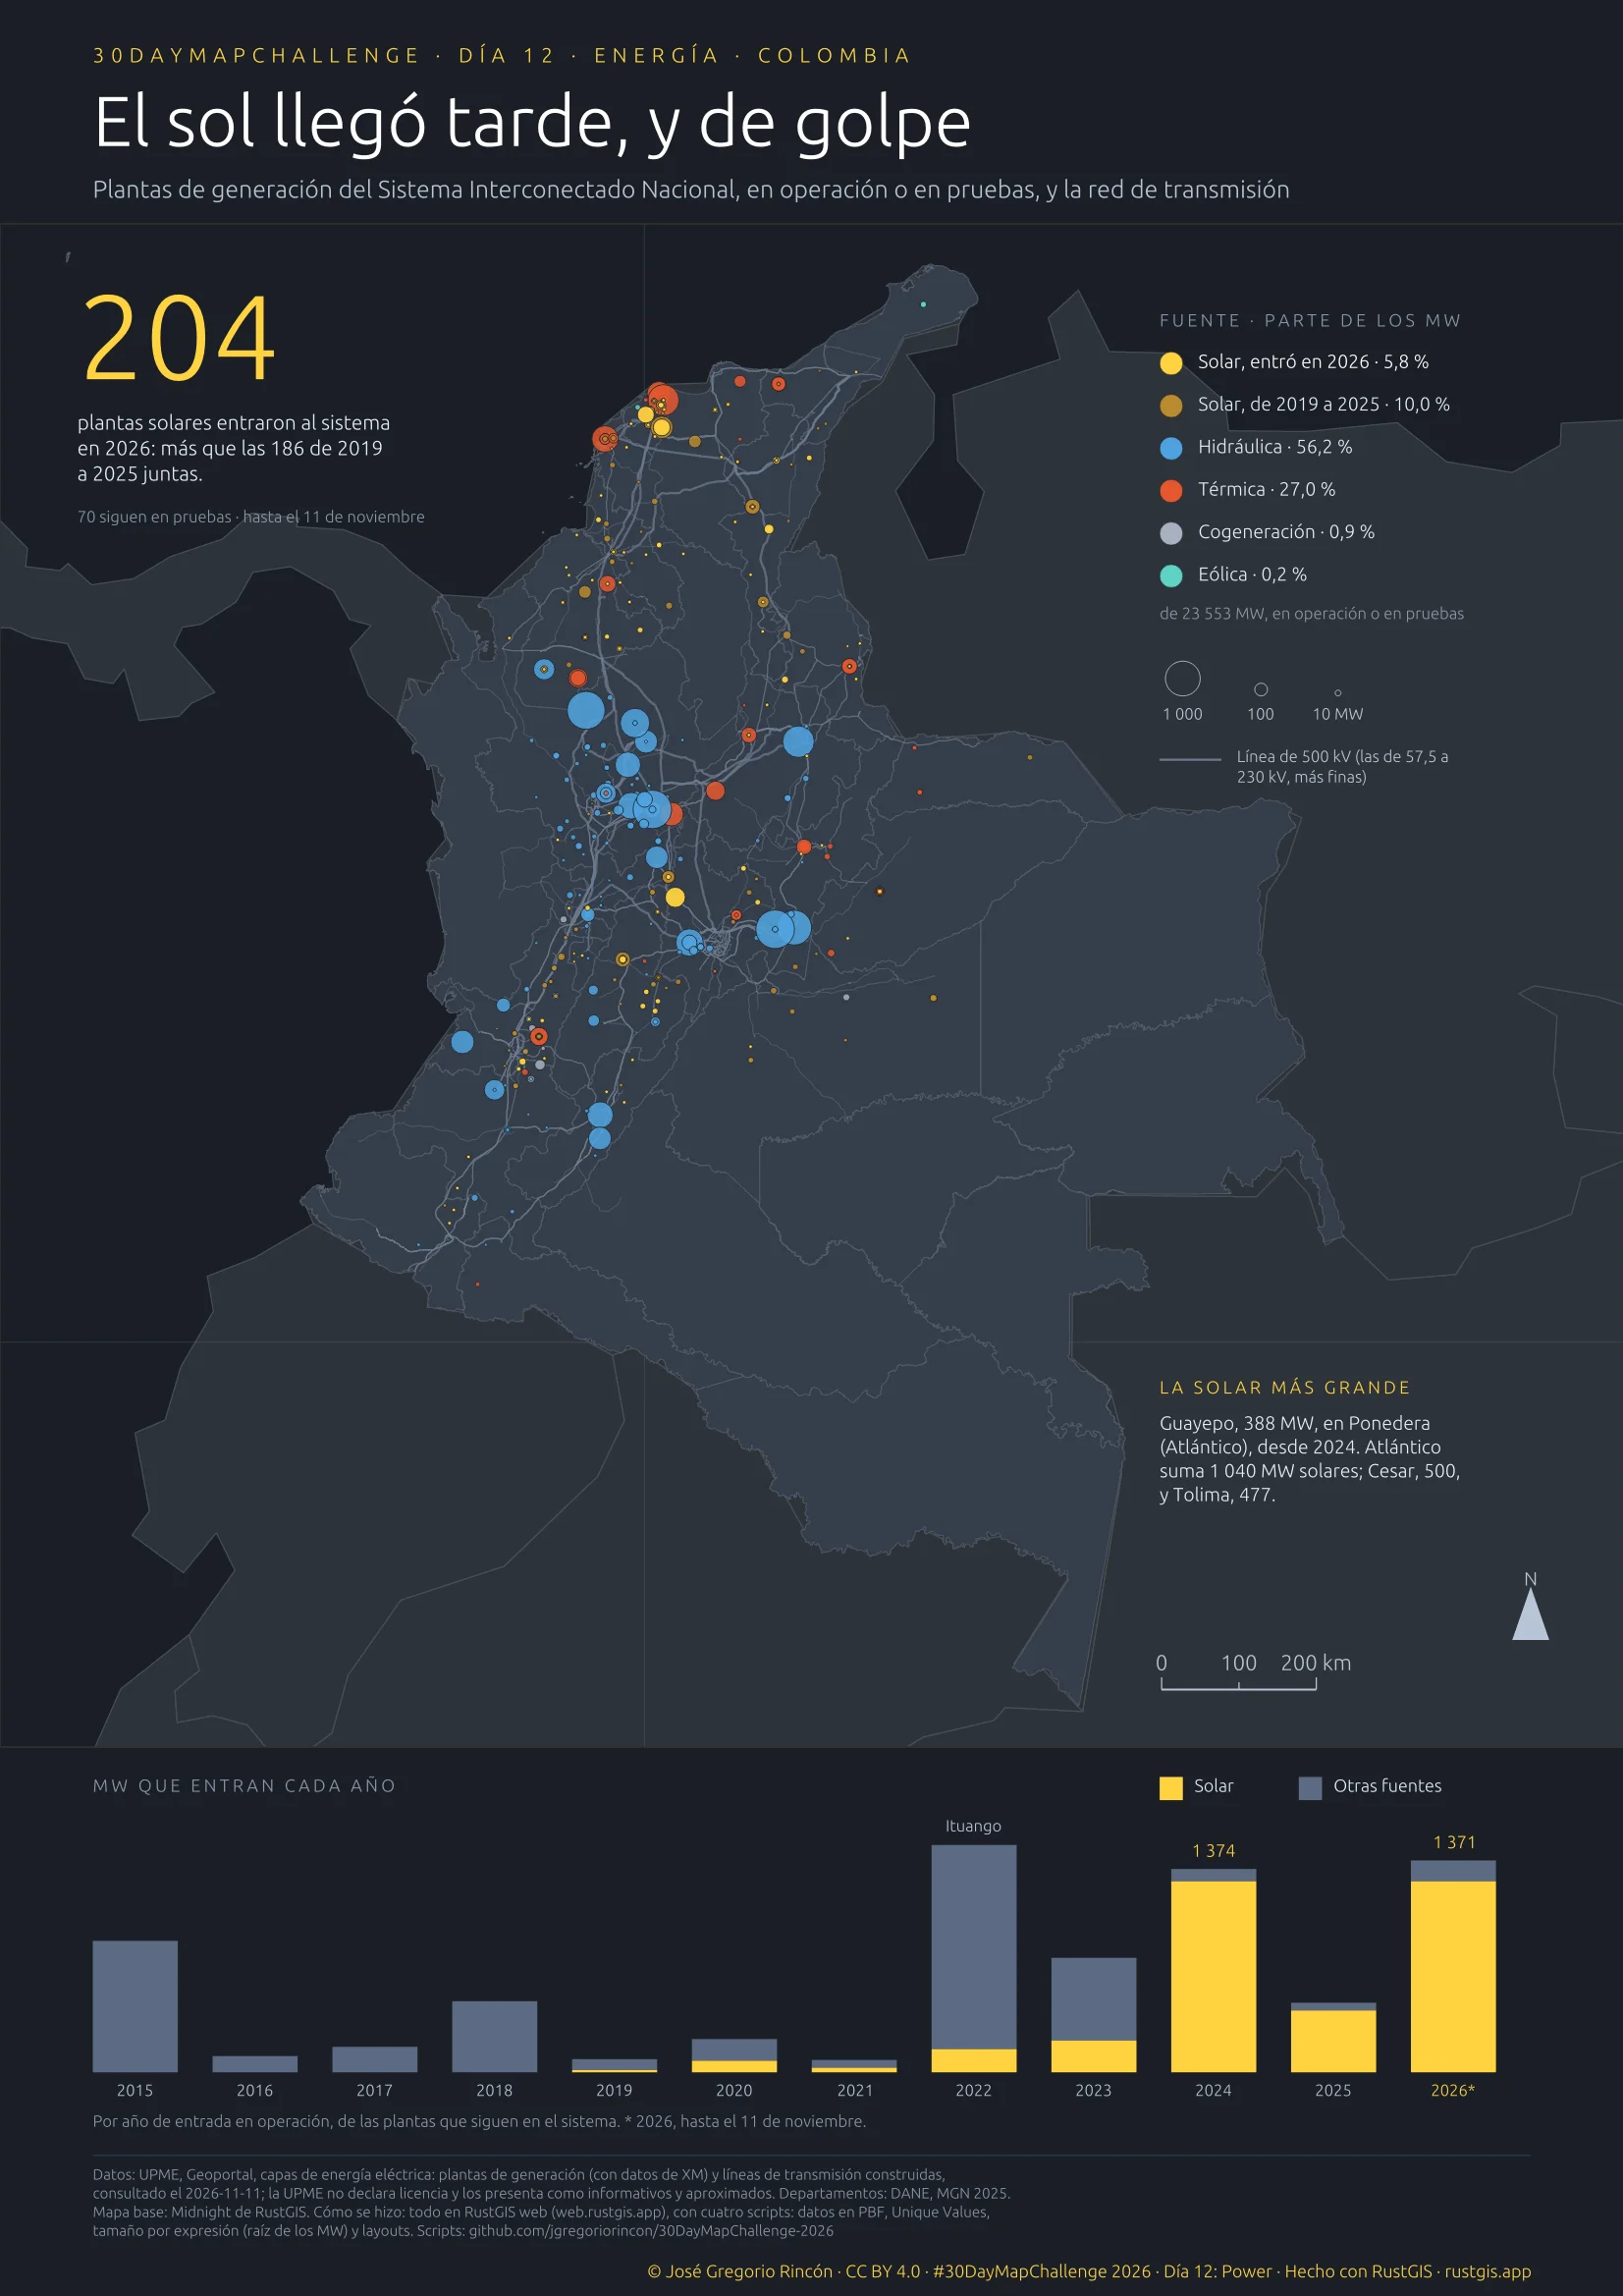 30DAYMAPCHALLENGE · DÍA 12 · ENERGÍA · COLOMBIA
El sol llegó tarde, y de golpe
Plantas de generación del Sistema Interconectado Nacional, en operación o en pruebas, y la red de transmisión
204
plantas solares entraron al sistema
en 2026: más que las 186 de 2019
a 2025 juntas.
70 siguen en pruebas · hasta el 11 de noviembre
FUENTE · PARTE DE LOS MW
Solar, entró en 2026 · 5,8 %
Solar, de 2019 a 2025 · 10,0 %
Hidráulica · 56,2 %
Térmica · 27,0 %
Cogeneración · 0,9 %
Eólica · 0,2 %
de 23 553 MW, en operación o en pruebas
1 000 100 10 MW
Línea de 500 kV (las de 57,5 a
230 kV, más finas)
LA SOLAR MÁS GRANDE
Guayepo, 388 MW, en Ponedera
(Atlántico), desde 2024. Atlántico
suma 1 040 MW solares; Cesar, 500,
y Tolima, 477.
N
0 100 200 km
MW QUE ENTRAN CADA AÑO
Solar Otras fuentes
Ituango
1 374
1 371
2015 2016 2017 2018 2019 2020 2021 2022 2023 2024 2025 2026*
Por año de entrada en operación, de las plantas que siguen en el sistema. * 2026, hasta el 11 de noviembre.
Datos: UPME, Geoportal, capas de energía eléctrica: plantas de generación (con datos de XM) y líneas de transmisión construidas,
consultado el 2026-11-11; la UPME no declara licencia y los presenta como informativos y aproximados. Departamentos: DANE, MGN 2025.
Mapa base: Midnight de RustGIS. Cómo se hizo: todo en RustGIS web (web.rustgis.app), con cuatro scripts: datos en PBF, Unique Values,
tamaño por expresión (raíz de los MW) y layouts. Scripts: github.com/jgregoriorincon/30DayMapChallenge-2026
© José Gregorio Rincón · CC BY 4.0 · #30DayMapChallenge 2026 · Día 12: Power · Hecho con RustGIS · rustgis.app